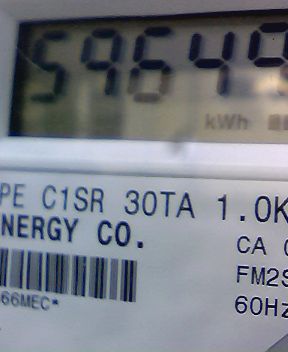 59649
kWh
PE C1SR 30TA 1.0K
NERGY CO.
CA
FM2S
66MEC*
60Hz